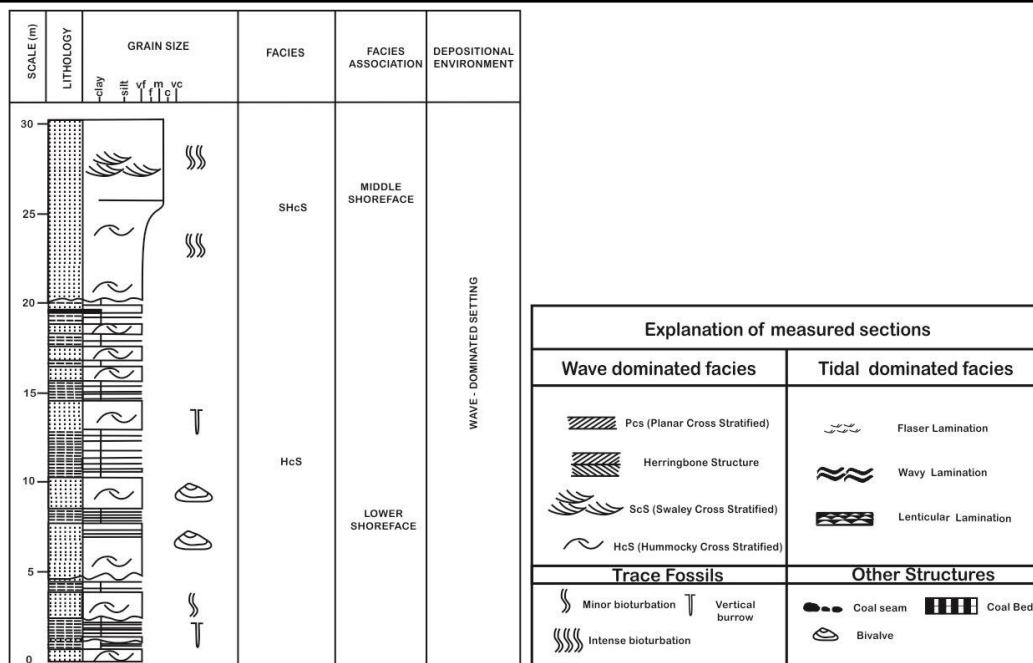 SCALE (m)
LITHOLOGY
GRAIN SIZE
clay
silt
vf
f
m
c
vc
FACIES
FACIES
ASSOCIATION
DEPOSITIONAL
ENVIRONMENT
30
25
20
15
10
5
0
SHcS
HcS
MIDDLE
SHOREFACE
LOWER
SHOREFACE
WAVE - DOMINATED SETTING
Explanation of measured sections
Wave dominated facies
Tidal dominated facies
Pcs (Planar Cross Stratified)
Herringbone Structure
ScS (Swaley Cross Stratified)
HcS (Hummocky Cross Stratified)
Flaser Lamination
Wavy Lamination
Lenticular Lamination
Trace Fossils
Other Structures
Minor bioturbation
Vertical
burrow
Intense bioturbation
Coal seam
Coal Bed
Bivalve